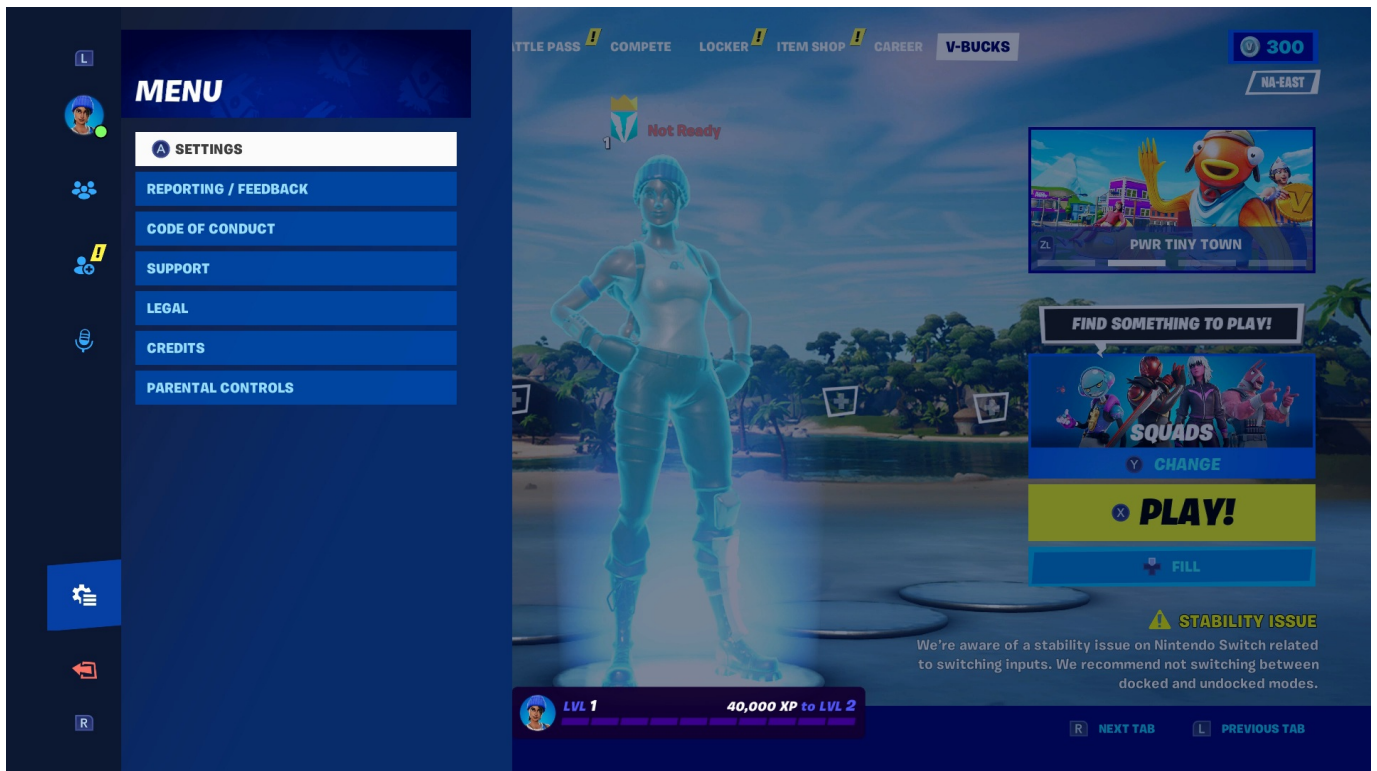 L
MENU
A SETTINGS
REPORTING / FEEDBACK
CODE OF CONDUCT
SUPPORT
LEGAL
CREDITS
PARENTAL CONTROLS
R
TTLE PASS ! COMPETE LOCKER ! ITEM SHOP ! CAREER V-BUCKS
V 300
NA-EAST
1 Not Ready
ZL PWR TINY TOWN
FIND SOMETHING TO PLAY!
SQUADS
Y CHANGE
X PLAY!
FILL
! STABILITY ISSUE
We're aware of a stability issue on Nintendo Switch related
to switching inputs. We recommend not switching between
docked and undocked modes.
LVL 1 40,000 XP to LVL 2
R NEXT TAB L PREVIOUS TAB